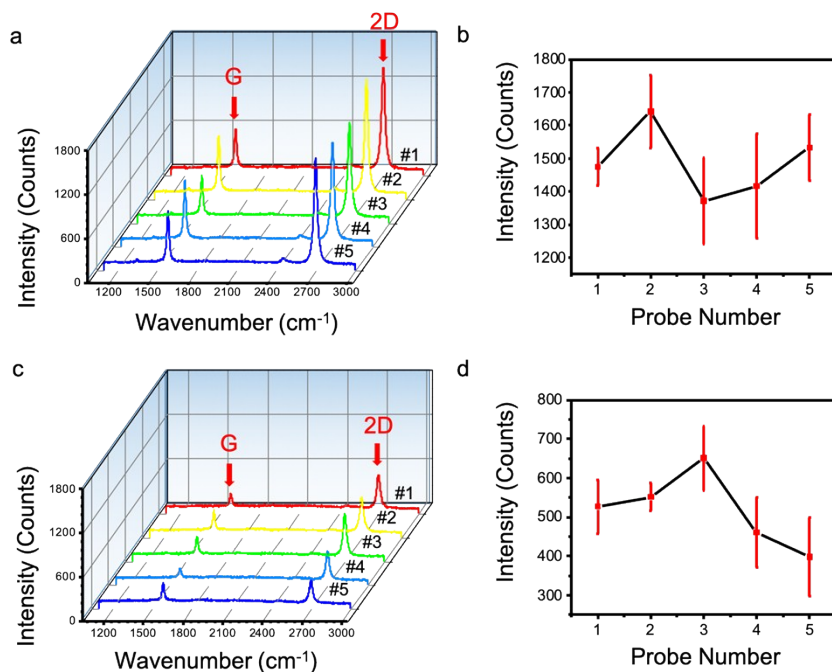 a
2D
G
#1
#2
#3
#4
#5
1800
1200
600
0
Intensity (Counts)
1200 1500 1800 2100 2400 2700 3000
Wavenumber (cm⁻¹)
b
1800
1700
1600
1500
1400
1300
1200
Intensity (Counts)
1 2 3 4 5
Probe Number
c
2D
G
#1
#2
#3
#4
#5
1800
1200
600
0
Intensity (Counts)
1200 1500 1800 2100 2400 2700 3000
Wavenumber (cm⁻¹)
d
800
700
600
500
400
300
Intensity (Counts)
1 2 3 4 5
Probe Number